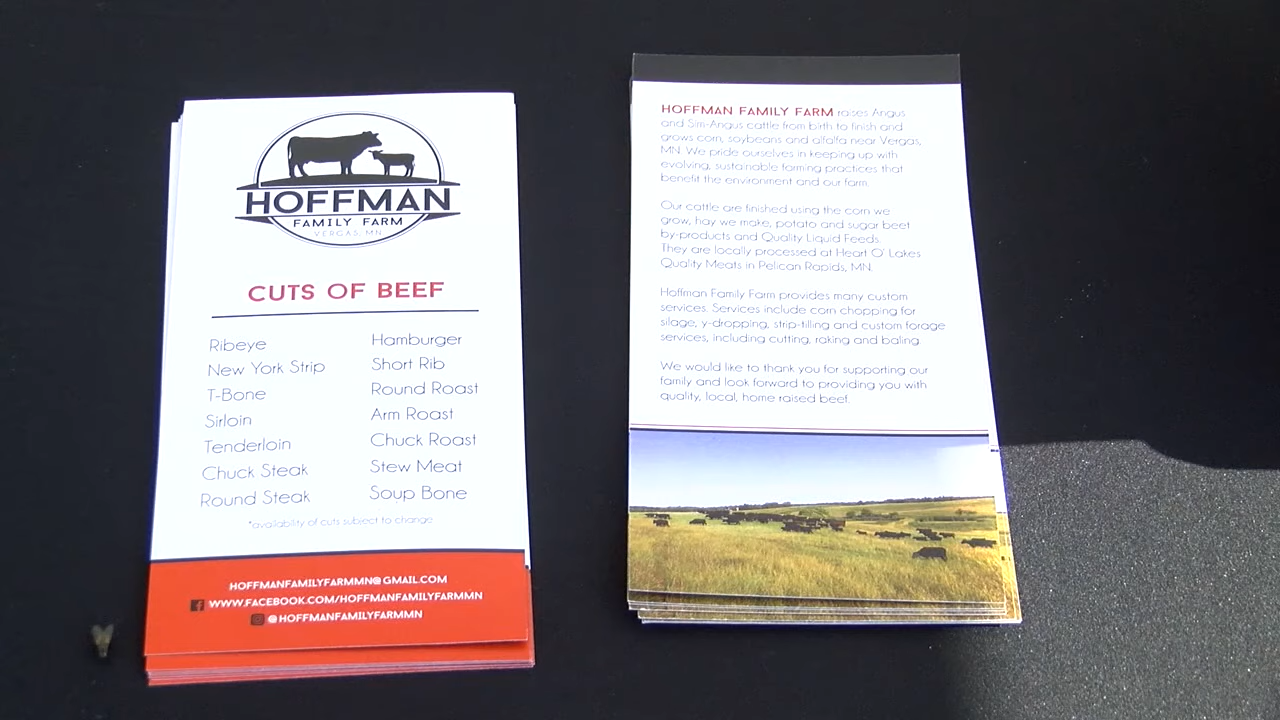 HOFFMAN
FAMILY FARM
VERGAS, MN
CUTS OF BEEF
Ribeye
New York Strip
T-Bone
Sirloin
Tenderloin
Chuck Steak
Round Steak
Hamburger
Short Rib
Round Roast
Arm Roast
Chuck Roast
Stew Meat
Soup Bone
*availability of cuts subject to change
HOFFMANFAMILYFARMMN@GMAIL.COM
WWW.FACEBOOK.COM/HOFFMANFAMILYFARMMN
@HOFFMANFAMILYFARMMN
HOFFMAN FAMILY FARM raises Angus
and Sim-Angus cattle from birth to finish and
grows corn, soybeans and alfalfa near Vergas,
MN. We pride ourselves in keeping up with
evolving, sustainable farming practices that
benefit the environment and our farm.
Our cattle are finished using the corn we
grow, hay we make, potato and sugar beet
by-products and Quality Liquid Feeds.
They are locally processed at Heart O' Lakes
Quality Meats in Pelican Rapids, MN.
Hoffman Family Farm provides many custom
services. Services include corn chopping for
silage, y-dropping, strip-tilling and custom forage
services, including cutting, raking and baling.
We would like to thank you for supporting our
family and look forward to providing you with
quality, local, home raised beef.